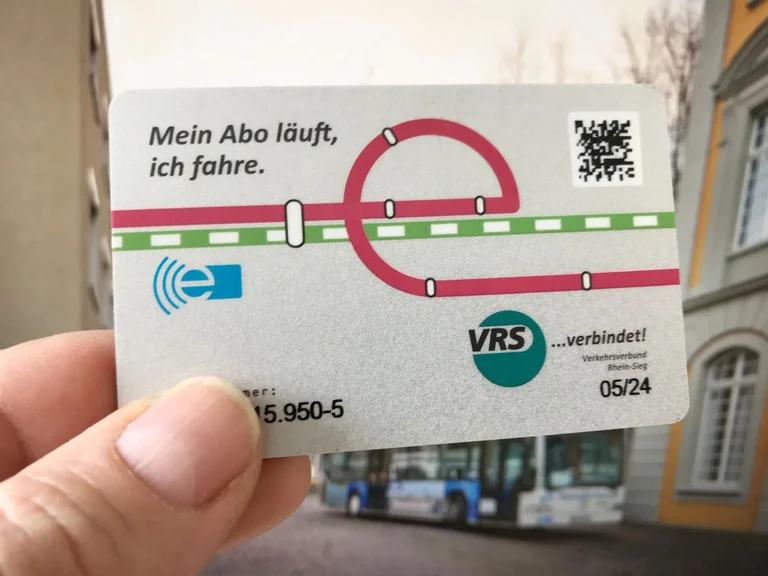 Mein Abo läuft,
ich fahre.
e
VRS ...verbindet!
Verkehrsverbund
Rhein-Sieg
05/24
mer:
15.950-5